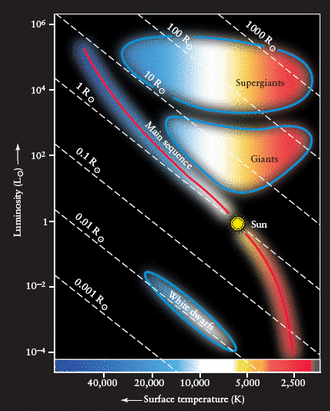 10⁶
10⁴
10²
1
10⁻²
10⁻⁴
Luminosity (L⊙) →
1000 R⊙
100 R⊙
10 R⊙
1 R⊙
0.1 R⊙
0.01 R⊙
0.001 R⊙
Supergiants
Giants
Main sequence
Sun
White dwarfs
40,000 20,000 10,000 5,000 2,500
← Surface temperature (K)